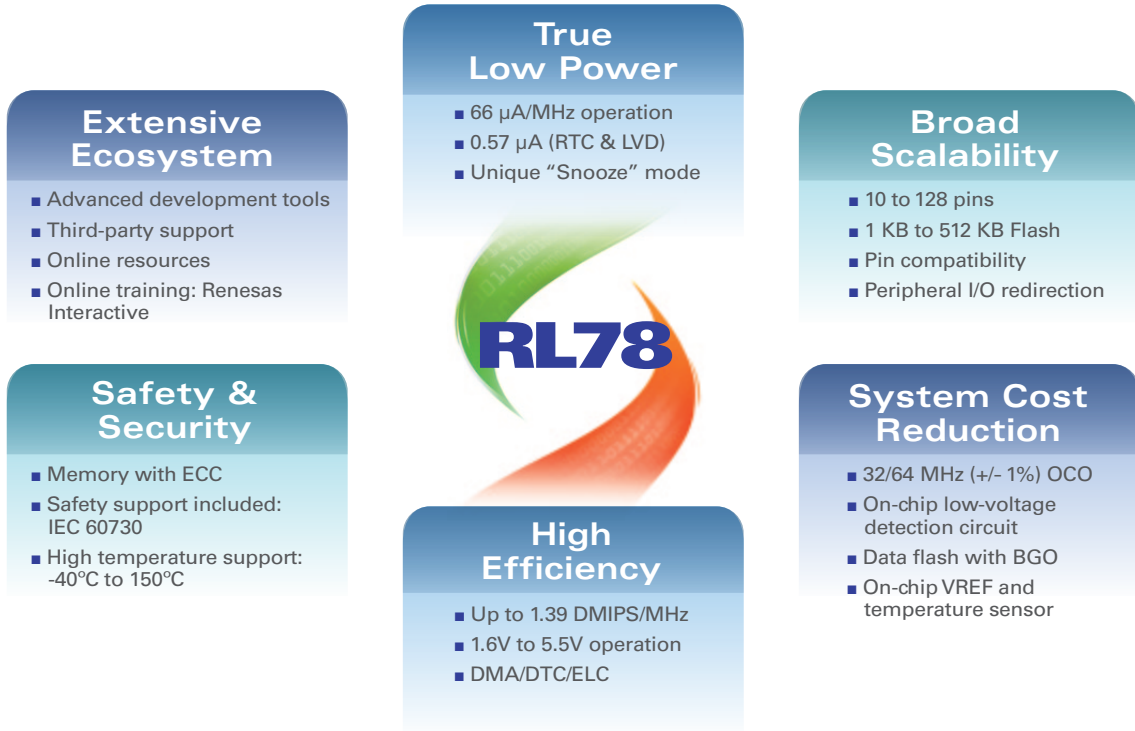 True
Low Power
■ 66 µA/MHz operation
■ 0.57 µA (RTC & LVD)
■ Unique “Snooze” mode
Extensive
Ecosystem
■ Advanced development tools
■ Third-party support
■ Online resources
■ Online training: Renesas
Interactive
Broad
Scalability
■ 10 to 128 pins
■ 1 KB to 512 KB Flash
■ Pin compatibility
■ Peripheral I/O redirection
RL78
Safety &
Security
■ Memory with ECC
■ Safety support included:
IEC 60730
■ High temperature support:
-40ºC to 150ºC
System Cost
Reduction
■ 32/64 MHz (+/- 1%) OCO
■ On-chip low-voltage
detection circuit
■ Data flash with BGO
■ On-chip VREF and
temperature sensor
High
Efficiency
■ Up to 1.39 DMIPS/MHz
■ 1.6V to 5.5V operation
■ DMA/DTC/ELC